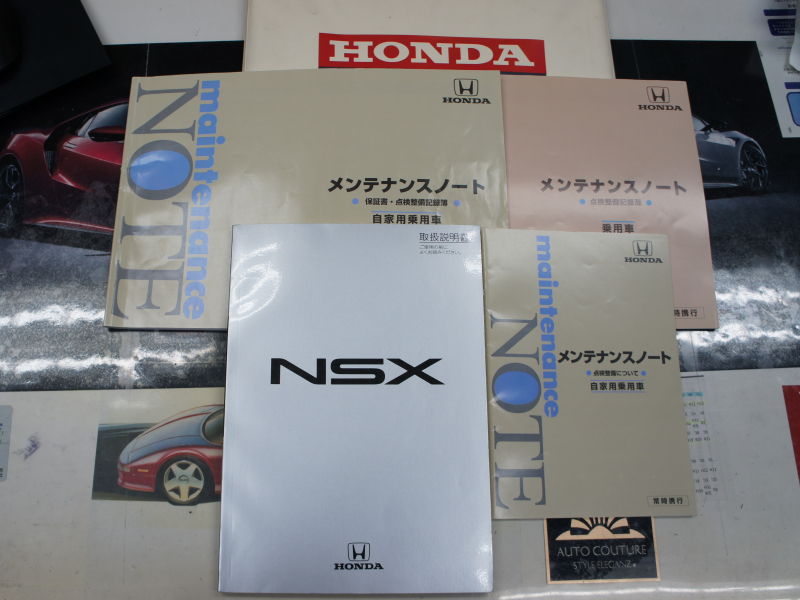 HONDA
maintenance
NOTE
HONDA
メンテナンスノート
保証書・点検整備記録簿
自家用乗用車
HONDA
メンテナンスノート
点検整備記録簿
乗用車
時携行
取扱説明書
NSX
HONDA
maintenance
NOTE
HONDA
メンテナンスノート
点検整備について
自家用乗用車
常時携行
AUTO COUTURE
STYLE ELEGANZ